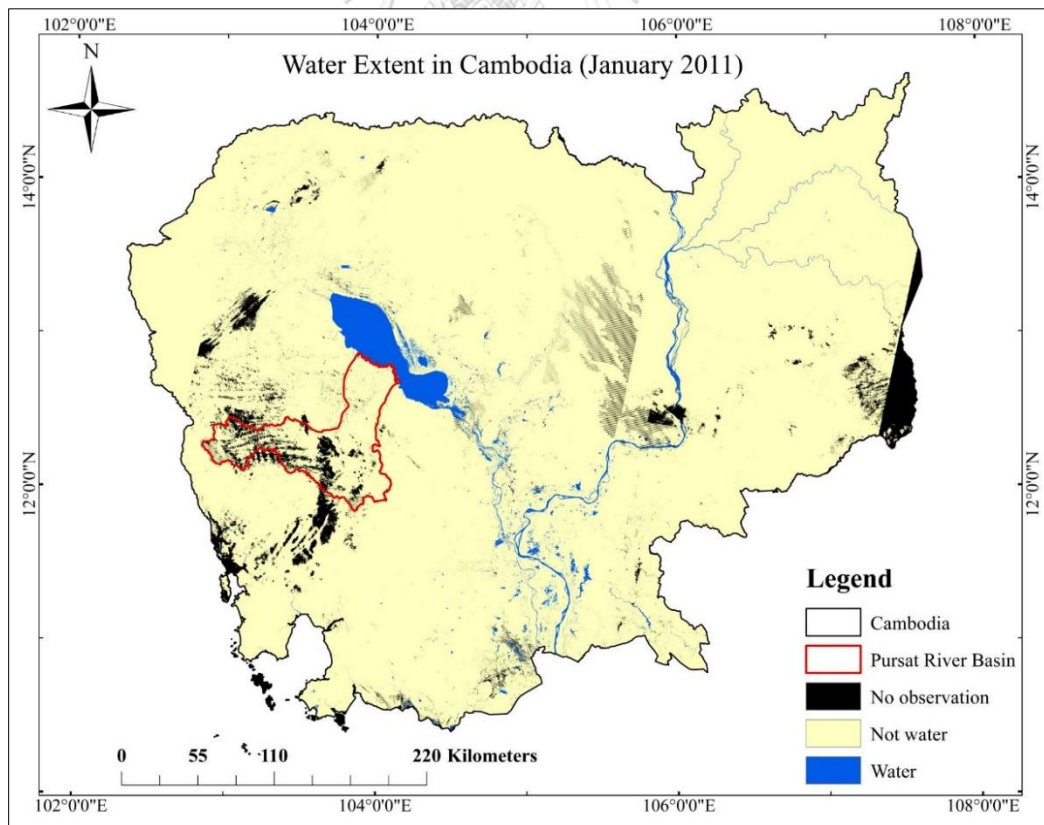 102°0'0"E 104°0'0"E 106°0'0"E 108°0'0"E
Water Extent in Cambodia (January 2011)
N
14°0'0"N 14°0'0"N
12°0'0"N 12°0'0"N
Legend
Cambodia
Pursat River Basin
No observation
Not water
Water
0 55 110 220 Kilometers
102°0'0"E 104°0'0"E 106°0'0"E 108°0'0"E